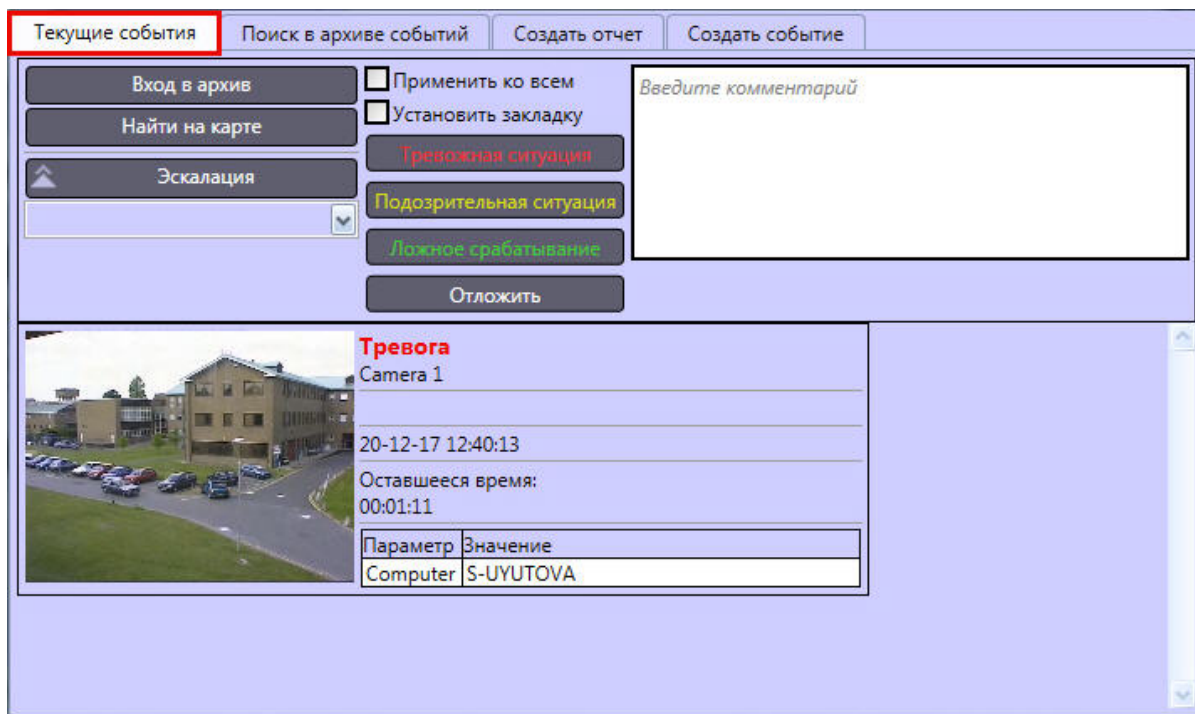 Текущие события
Поиск в архиве событий
Создать отчет
Создать событие
Вход в архив
Найти на карте
Эскалация
Применить ко всем
Установить закладку
Тревожная ситуация
Подозрительная ситуация
Ложное срабатывание
Отложить
Введите комментарий
Тревога
Camera 1
20-12-17 12:40:13
Оставшееся время:
00:01:11
Параметр Значение
Computer S-UYUTOVA